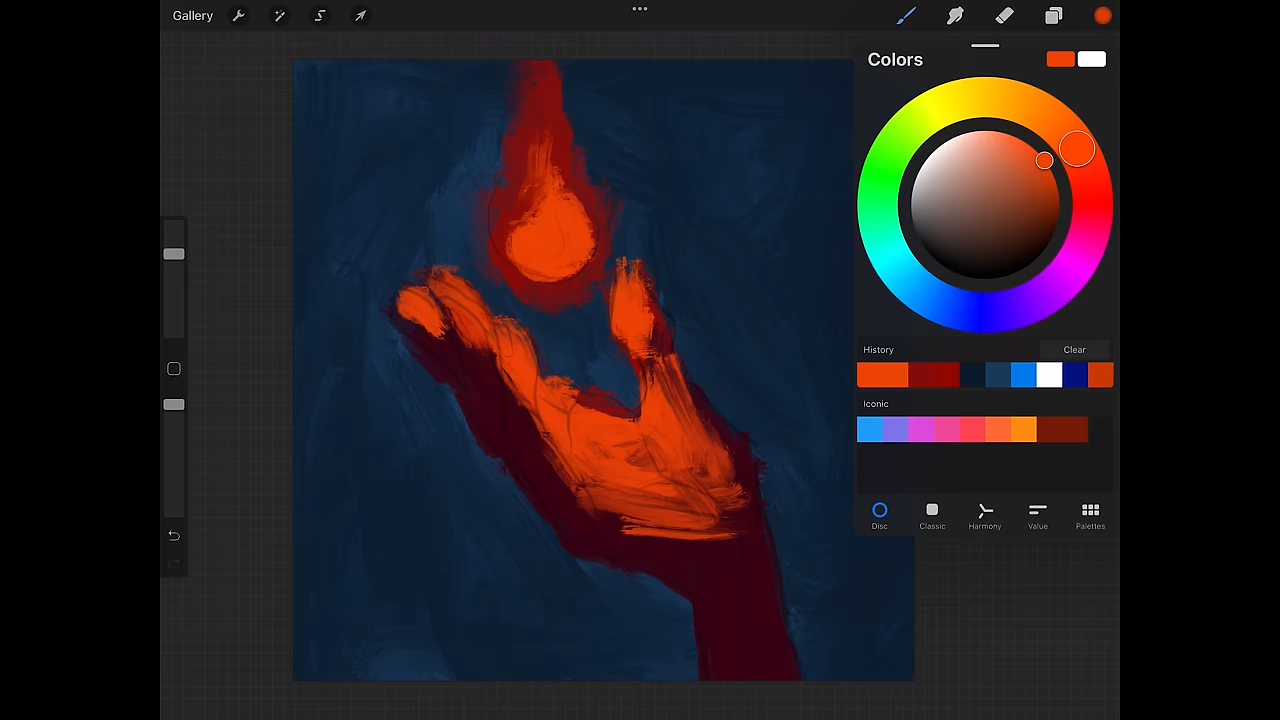 Gallery
Colors
History
Clear
Iconic
Disc
Classic
Harmony
Value
Palettes